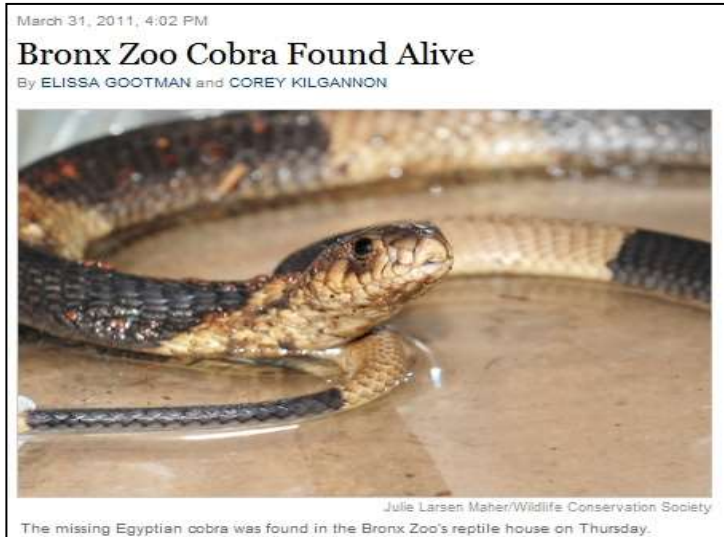 March 31, 2011, 4:02 PM
Bronx Zoo Cobra Found Alive
By ELISSA GOOTMAN and COREY KILGANNON
Julie Larsen Maher/Wildlife Conservation Society
The missing Egyptian cobra was found in the Bronx Zoo's reptile house on Thursday.